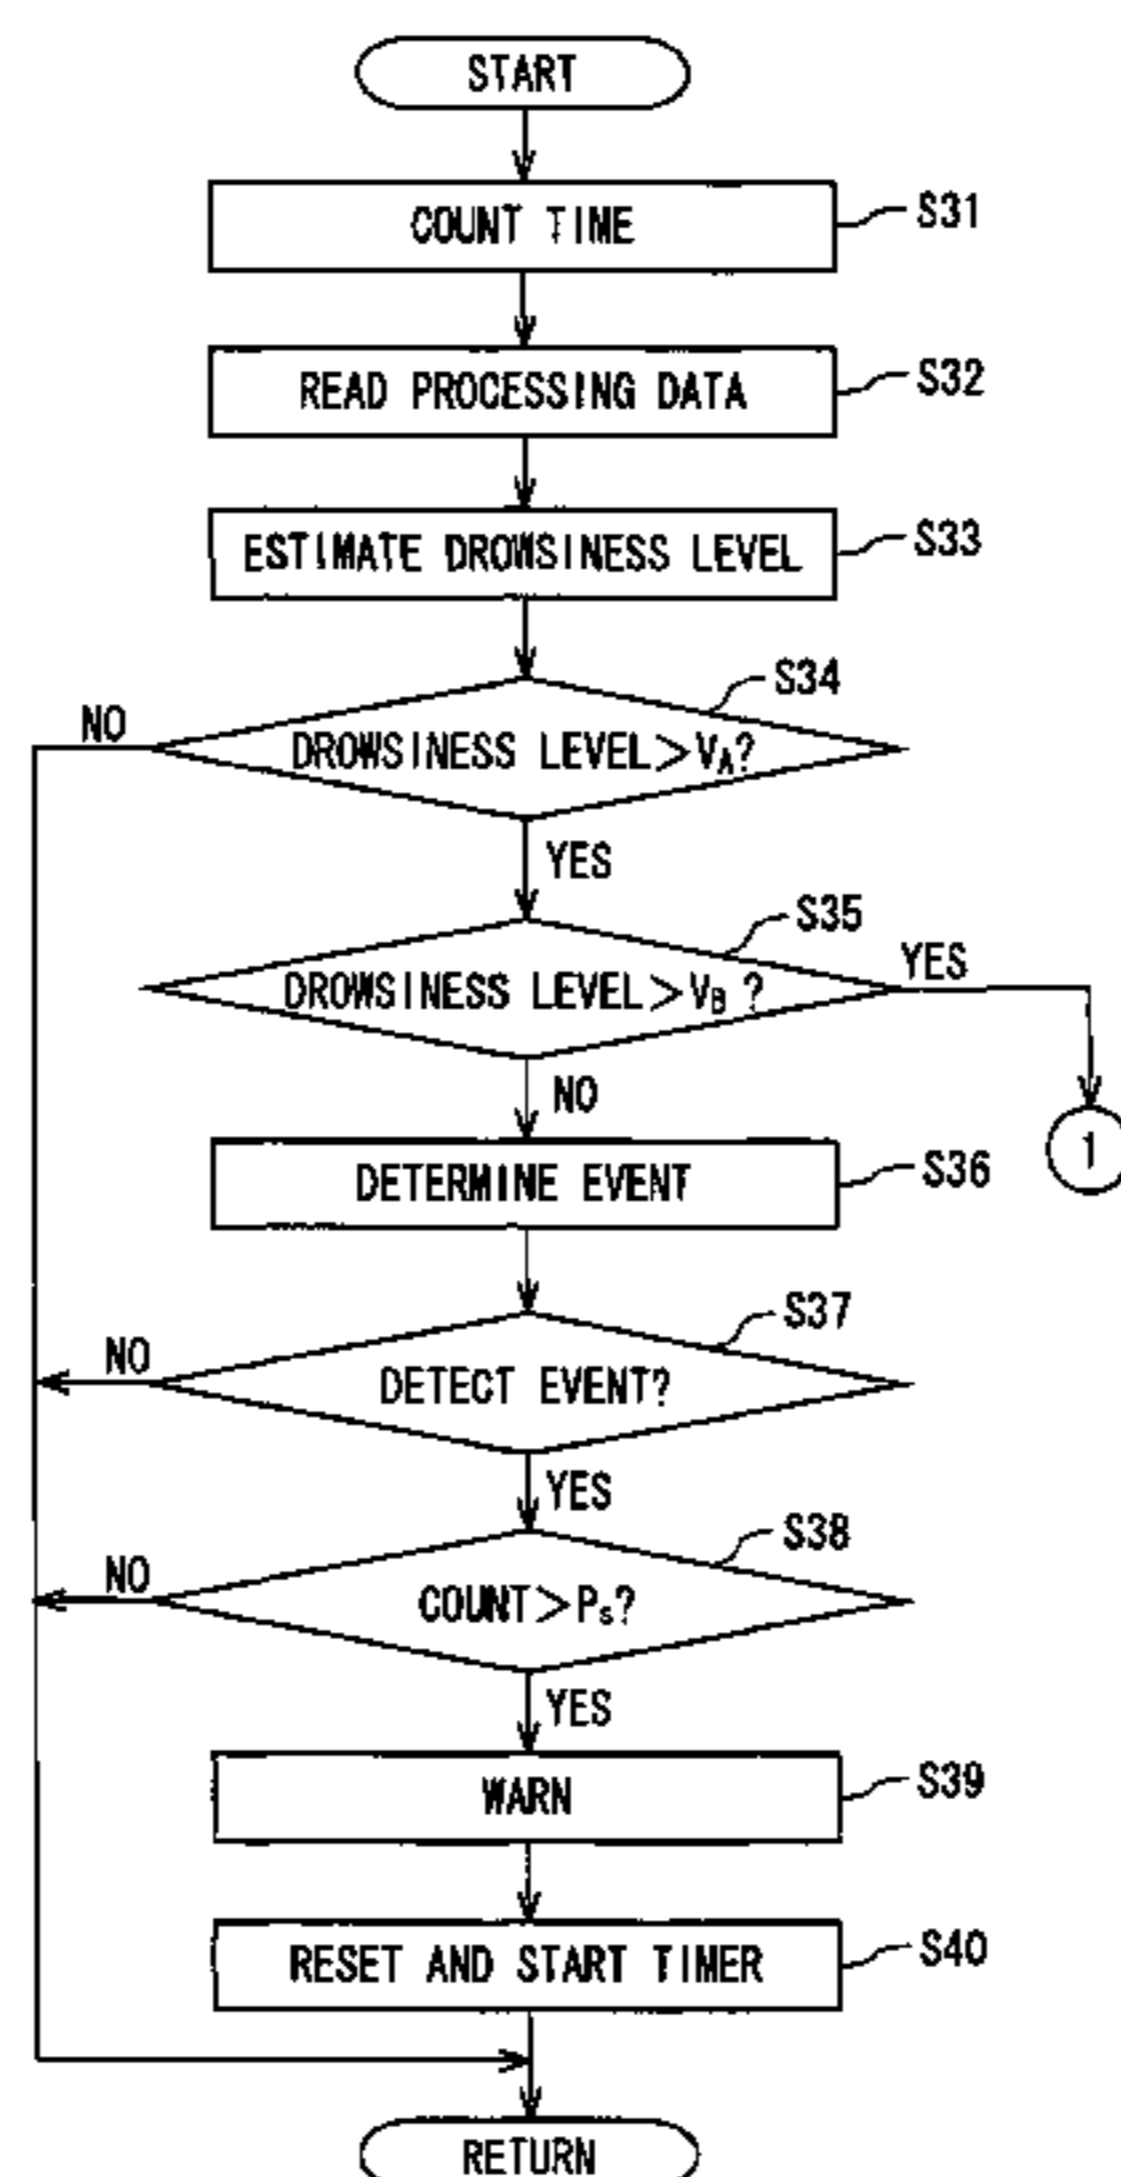 START
COUNT TIME
S31
READ PROCESSING DATA
S32
ESTIMATE DROWSINESS LEVEL
S33
S34
NO
DROWSINESS LEVEL>VA?
YES
S35
YES
DROWSINESS LEVEL>VB ?
NO
1
DETERMINE EVENT
S36
S37
NO
DETECT EVENT?
YES
S38
NO
COUNT>Ps?
YES
WARN
S39
RESET AND START TIMER
S40
RETURN